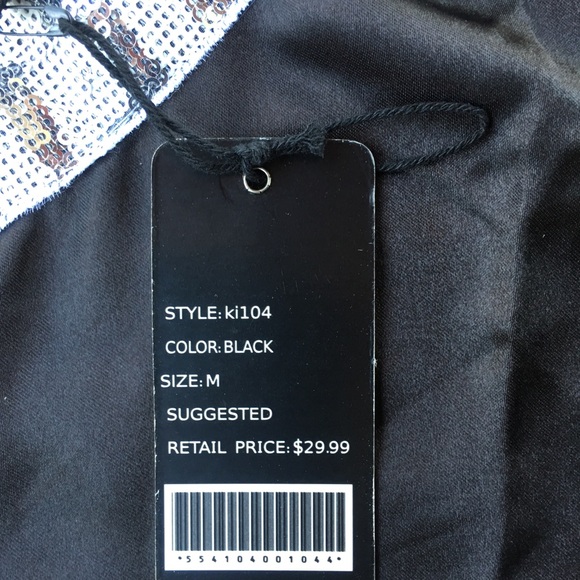 STYLE: ki104
COLOR: BLACK
SIZE: M
SUGGESTED
RETAIL PRICE: $29.99
*554104001044*